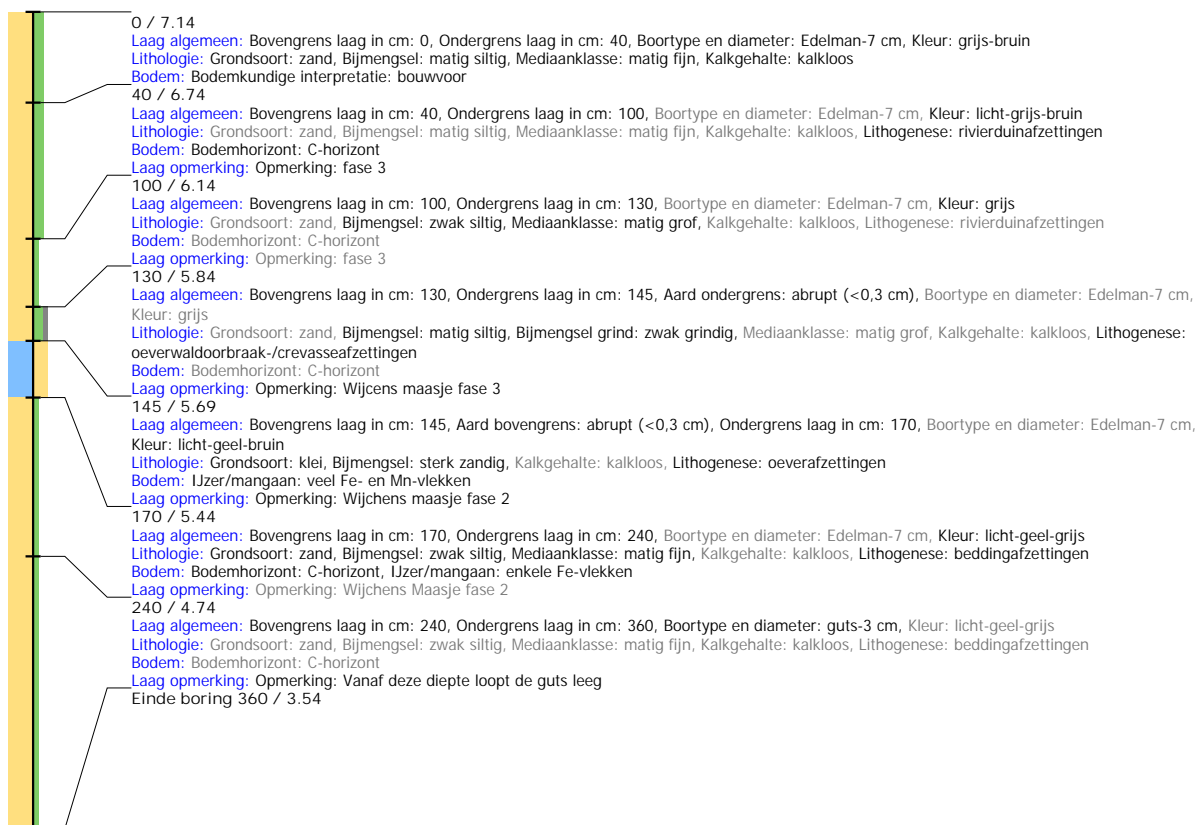 0 / 7.14
Laag algemeen: Bovengrens laag in cm: 0, Ondergrens laag in cm: 40, Boortype en diameter: Edelman-7 cm, Kleur: grijs-bruin
Lithologie: Grondsoort: zand, Bijmengsel: matig siltig, Mediaanklasse: matig fijn, Kalkgehalte: kalkloos
Bodem: Bodemkundige interpretatie: bouwvoor
40 / 6.74
Laag algemeen: Bovengrens laag in cm: 40, Ondergrens laag in cm: 100, Boortype en diameter: Edelman-7 cm, Kleur: licht-grijs-bruin
Lithologie: Grondsoort: zand, Bijmengsel: matig siltig, Mediaanklasse: matig fijn, Kalkgehalte: kalkloos, Lithogenese: rivierduinafzettingen
Bodem: Bodemhorizont: C-horizont
Laag opmerking: Opmerking: fase 3
100 / 6.14
Laag algemeen: Bovengrens laag in cm: 100, Ondergrens laag in cm: 130, Boortype en diameter: Edelman-7 cm, Kleur: grijs
Lithologie: Grondsoort: zand, Bijmengsel: zwak siltig, Mediaanklasse: matig grof, Kalkgehalte: kalkloos, Lithogenese: rivierduinafzettingen
Bodem: Bodemhorizont: C-horizont
Laag opmerking: Opmerking: fase 3
130 / 5.84
Laag algemeen: Bovengrens laag in cm: 130, Ondergrens laag in cm: 145, Aard ondergrens: abrupt (<0,3 cm), Boortype en diameter: Edelman-7 cm,
Kleur: grijs
Lithologie: Grondsoort: zand, Bijmengsel: matig siltig, Bijmengsel grind: zwak grindig, Mediaanklasse: matig grof, Kalkgehalte: kalkloos, Lithogenese:
oeverwaldoorbraak-/crevasseafzettingen
Bodem: Bodemhorizont: C-horizont
Laag opmerking: Opmerking: Wijcens maasje fase 3
145 / 5.69
Laag algemeen: Bovengrens laag in cm: 145, Aard bovengrens: abrupt (<0,3 cm), Ondergrens laag in cm: 170, Boortype en diameter: Edelman-7 cm,
Kleur: licht-geel-bruin
Lithologie: Grondsoort: klei, Bijmengsel: sterk zandig, Kalkgehalte: kalkloos, Lithogenese: oeverafzettingen
Bodem: IJzer/mangaan: veel Fe- en Mn-vlekken
Laag opmerking: Opmerking: Wijchens maasje fase 2
170 / 5.44
Laag algemeen: Bovengrens laag in cm: 170, Ondergrens laag in cm: 240, Boortype en diameter: Edelman-7 cm, Kleur: licht-geel-grijs
Lithologie: Grondsoort: zand, Bijmengsel: zwak siltig, Mediaanklasse: matig fijn, Kalkgehalte: kalkloos, Lithogenese: beddingafzettingen
Bodem: Bodemhorizont: C-horizont, IJzer/mangaan: enkele Fe-vlekken
Laag opmerking: Opmerking: Wijchens Maasje fase 2
240 / 4.74
Laag algemeen: Bovengrens laag in cm: 240, Ondergrens laag in cm: 360, Boortype en diameter: guts-3 cm, Kleur: licht-geel-grijs
Lithologie: Grondsoort: zand, Bijmengsel: zwak siltig, Mediaanklasse: matig fijn, Kalkgehalte: kalkloos, Lithogenese: beddingafzettingen
Bodem: Bodemhorizont: C-horizont
Laag opmerking: Opmerking: Vanaf deze diepte loopt de guts leeg
Einde boring 360 / 3.54